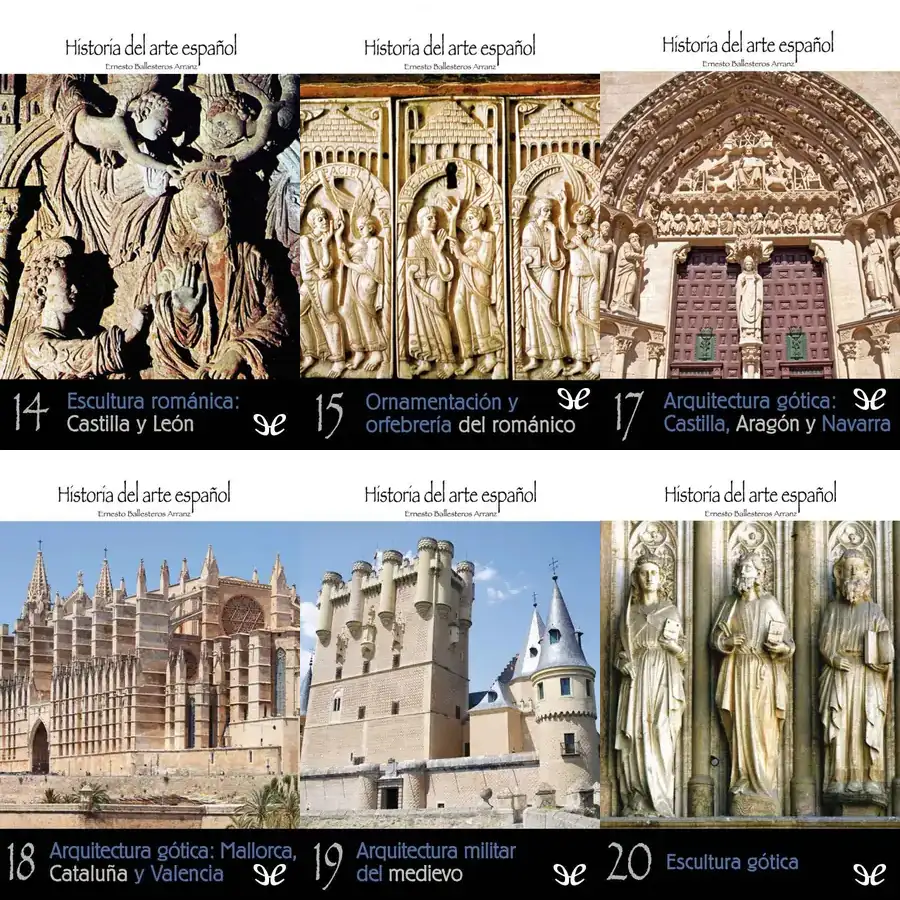 Historia del arte español
Ernesto Ballesteros Arranz
14 Escultura románica:
Castilla y León
Historia del arte español
Ernesto Ballesteros Arranz
15 Ornamentación y
orfebrería del románico
Historia del arte español
Ernesto Ballesteros Arranz
17 Arquitectura gótica:
Castilla, Aragón y Navarra
Historia del arte español
Ernesto Ballesteros Arranz
18 Arquitectura gótica: Mallorca,
Cataluña y Valencia
Historia del arte español
Ernesto Ballesteros Arranz
19 Arquitectura militar
del medievo
Historia del arte español
Ernesto Ballesteros Arranz
20 Escultura gótica